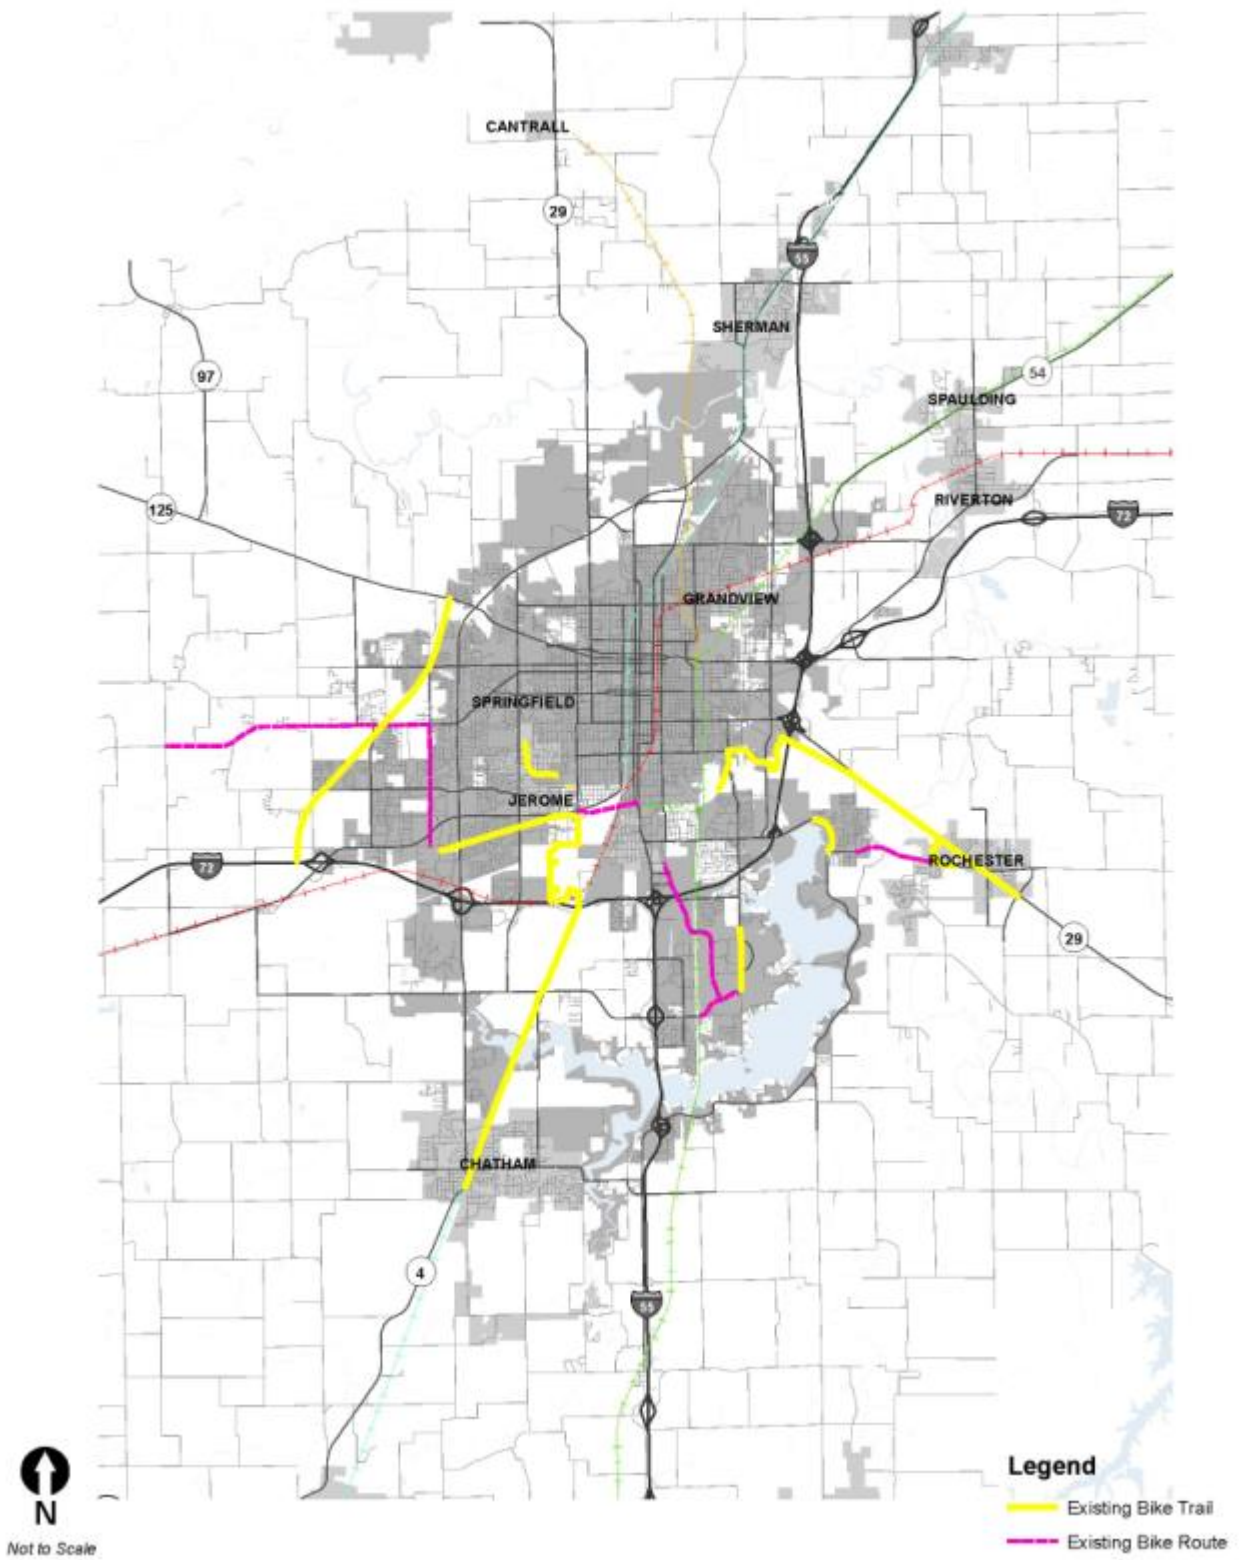 CANTRALL
29
55
SHERMAN
97
54
SPAULDING
125
RIVERTON
72
GRANDVIEW
SPRINGFIELD
JEROME
72
ROCHESTER
29
CHATHAM
4
55
N
Not to Scale
Legend
Existing Bike Trail
Existing Bike Route